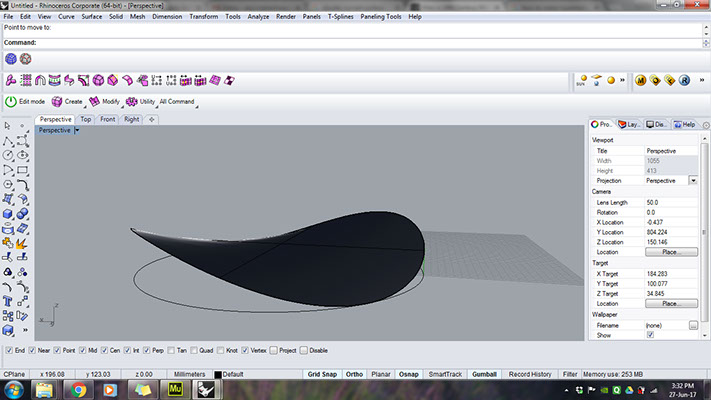 Untitled - Rhinoceros Corporate (64-bit) - [Perspective]
File Edit View Curve Surface Solid Mesh Dimension Transform Tools Analyze Render Panels T-Splines Paneling Tools Help
Point to move to:
Command:
SUN
M
R
Edit mode Create Modify Utility All Command
Perspective Top Front Right
Perspective
z
x
Pro... Lay... Dis... Help
Viewport
Title Perspective
Width 1055
Height 413
Projection Perspective
Camera
Lens Length 50.0
Rotation 0.0
X Location -0.437
Y Location 804.224
Z Location 150.146
Location Place...
Target
X Target 184.283
Y Target 100.077
Z Target 34.845
Location Place...
Wallpaper
Filename (none) ...
Show
End Near Point Mid Cen Int Perp Tan Quad Knot Vertex Project Disable
CPlane x 196.08 y 123.03 z 0.00 Millimeters Default Grid Snap Ortho Planar Osnap SmartTrack Gumball Record History Filter Memory use: 253 MB
Mu
3:32 PM
27-Jun-17